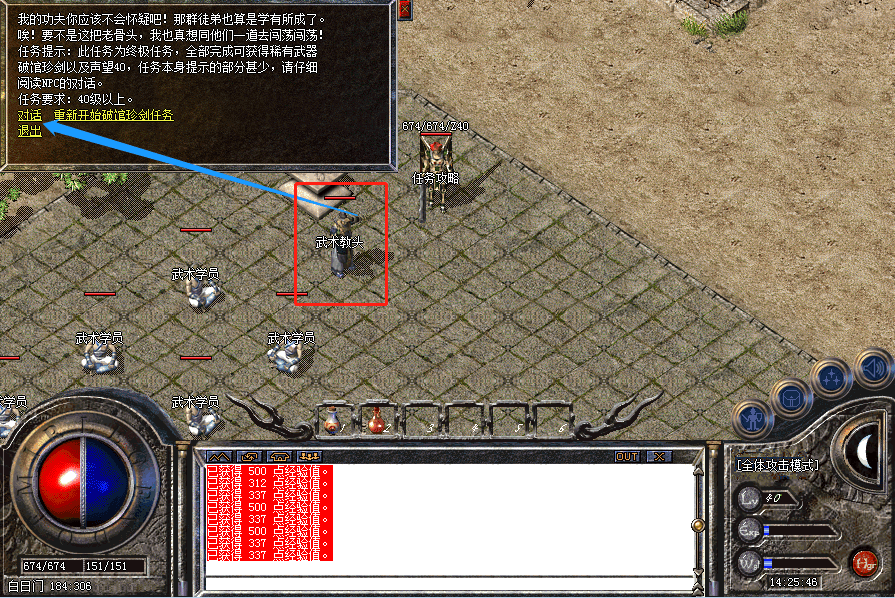 我的功夫你应该不会怀疑吧！那群徒弟也算是学有所成了。
唉！要不是这把老骨头，我也真想同他们一道去闯荡闯荡！
任务提示：此任务为终极任务，全部完成可获得稀有武器
破馆珍剑以及声望40，任务本身提示的部分甚少，请仔细
阅读NPC的对话。
任务要求：40级以上。
对话 重新开始破馆珍剑任务
退出
674/674/Z40
任务攻略
武术教头
武术学员
武术学员
武术学员
学员
武术学员
1 2 3 4 5 6
OUT
已获得 500 点经验值。
已获得 312 点经验值。
已获得 337 点经验值。
已获得 500 点经验值。
已获得 337 点经验值。
已获得 500 点经验值。
已获得 337 点经验值。
已获得 337 点经验值。
[全体攻击模式]
Lv 40
Exp
674/674 151/151
白日门 184:306
14:25:46